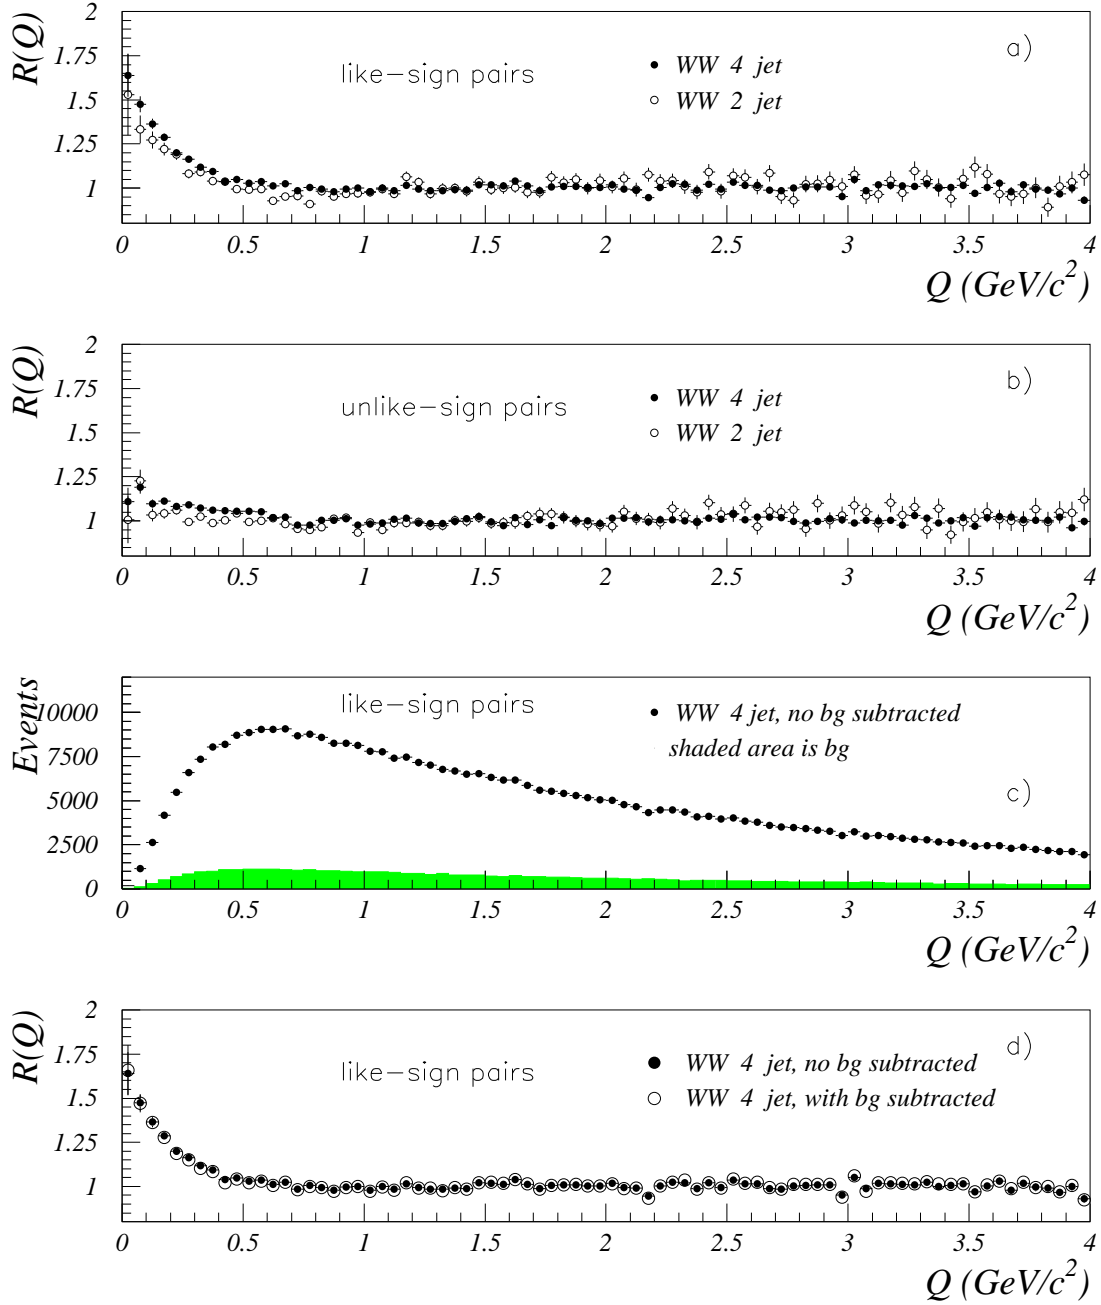 R(Q)
2
1.75
1.5
1.25
1
like-sign pairs
WW 4 jet
WW 2 jet
a)
0 0.5 1 1.5 2 2.5 3 3.5 4
Q (GeV/c²)
R(Q)
2
1.75
1.5
1.25
1
unlike-sign pairs
WW 4 jet
WW 2 jet
b)
0 0.5 1 1.5 2 2.5 3 3.5 4
Q (GeV/c²)
Events
10000
7500
5000
2500
0
like-sign pairs
WW 4 jet, no bg subtracted
shaded area is bg
c)
0 0.5 1 1.5 2 2.5 3 3.5 4
Q (GeV/c²)
R(Q)
2
1.75
1.5
1.25
1
like-sign pairs
WW 4 jet, no bg subtracted
WW 4 jet, with bg subtracted
d)
0 0.5 1 1.5 2 2.5 3 3.5 4
Q (GeV/c²)